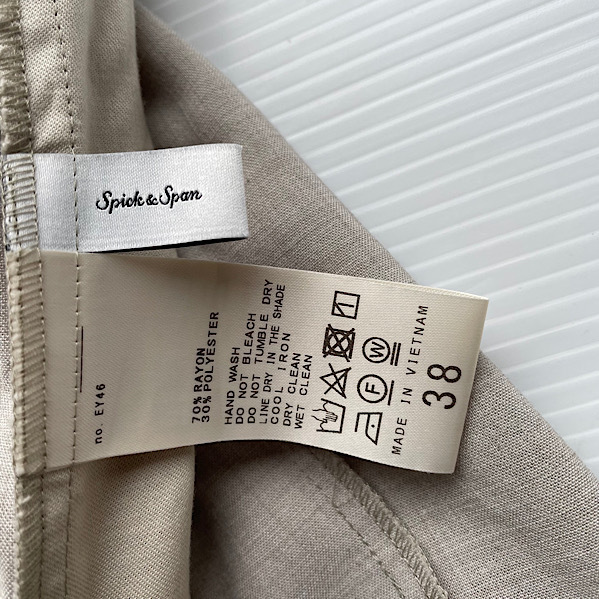 Spick & Span
no. EY46
70% RAYON
30% POLYESTER
HAND WASH
DO NOT BLEACH
DO NOT TUMBLE DRY
LINE DRY IN THE SHADE
COOL IRON
DRY CLEAN
WET CLEAN
F
W
MADE IN VIETNAM
38